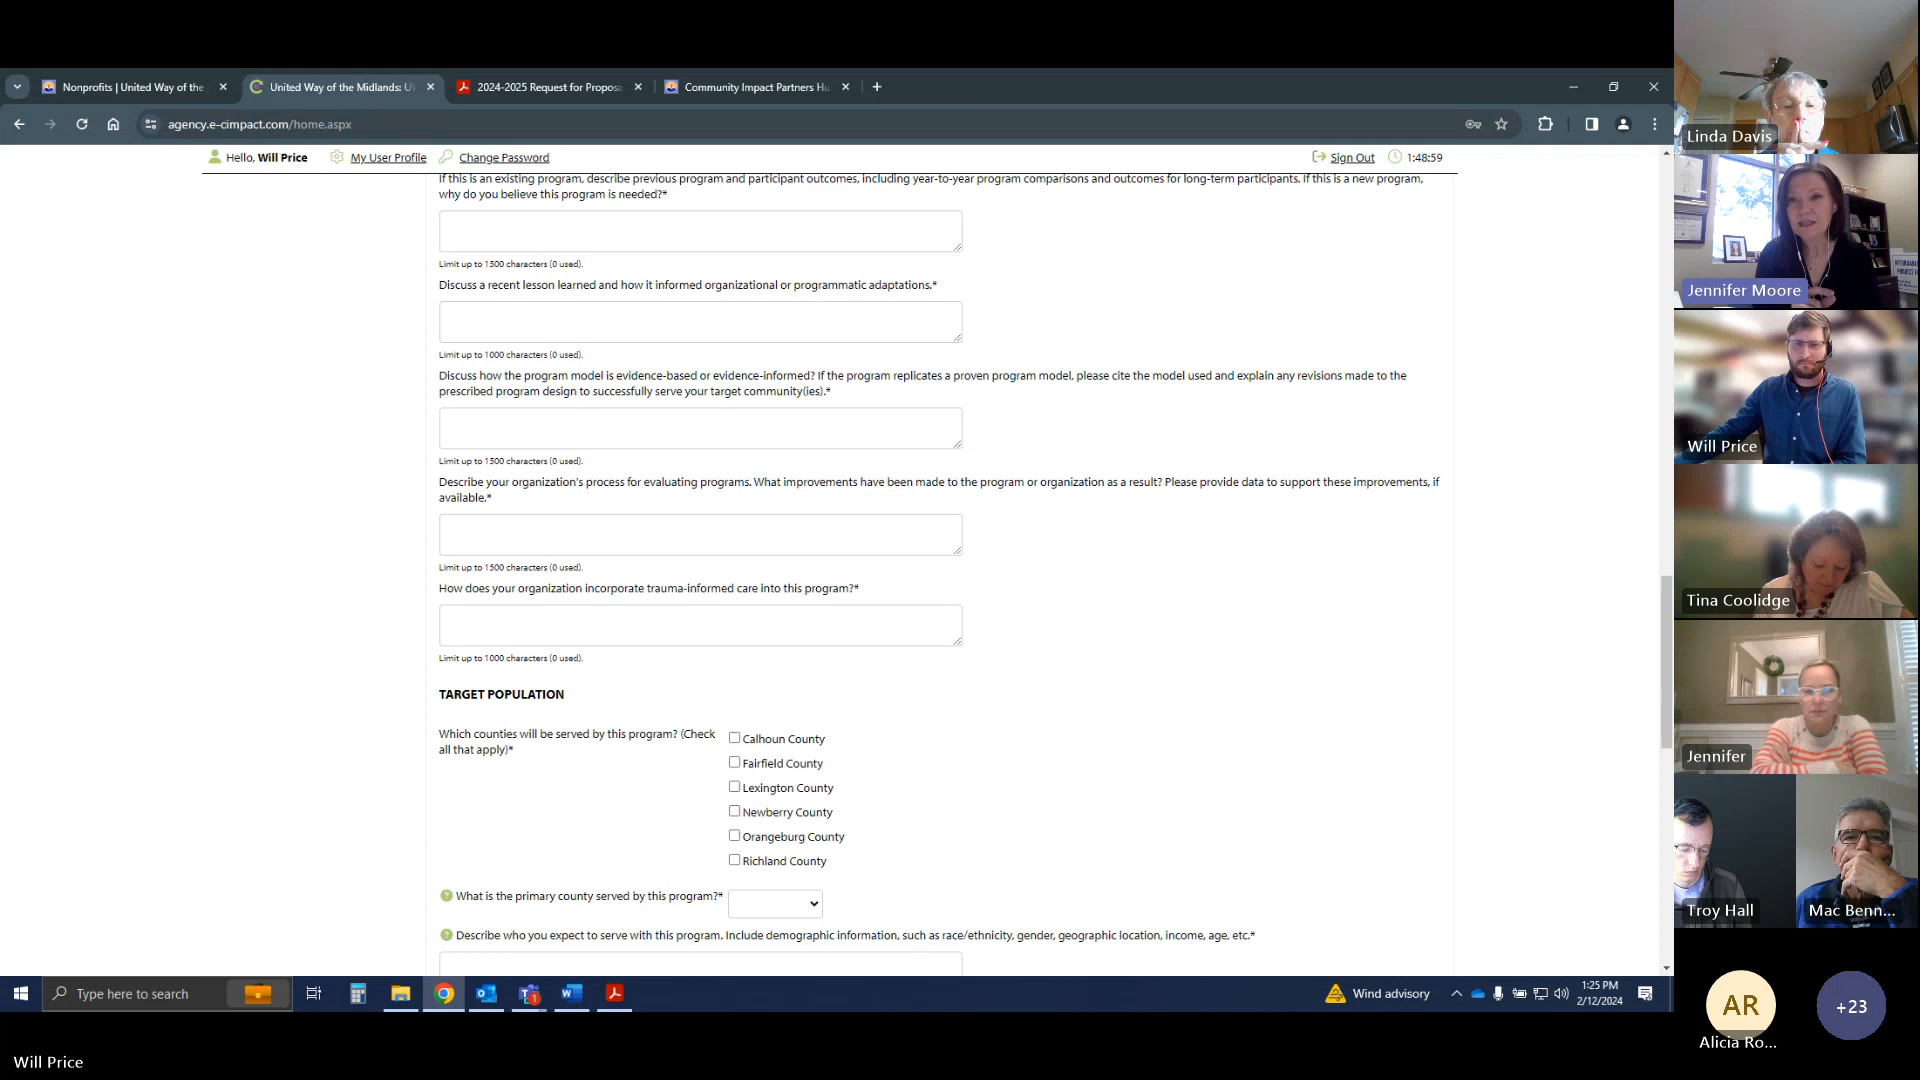 Nonprofits | United Way of the
United Way of the Midlands: UW
2024-2025 Request for Proposa
Community Impact Partners Hu
agency.e-cimpact.com/home.aspx
Hello, Will Price
My User Profile
Change Password
Sign Out
1:48:59
If this is an existing program, describe previous program and participant outcomes, including year-to-year program comparisons and outcomes for long-term participants. If this is a new program,
why do you believe this program is needed?*
Limit up to 1500 characters (0 used).
Discuss a recent lesson learned and how it informed organizational or programmatic adaptations.*
Limit up to 1000 characters (0 used).
Discuss how the program model is evidence-based or evidence-informed? If the program replicates a proven program model, please cite the model used and explain any revisions made to the
prescribed program design to successfully serve your target community(ies).*
Limit up to 1500 characters (0 used).
Describe your organization's process for evaluating programs. What improvements have been made to the program or organization as a result? Please provide data to support these improvements, if
available.*
Limit up to 1500 characters (0 used).
How does your organization incorporate trauma-informed care into this program?*
Limit up to 1000 characters (0 used).
TARGET POPULATION
Which counties will be served by this program? (Check
all that apply)*
Calhoun County
Fairfield County
Lexington County
Newberry County
Orangeburg County
Richland County
What is the primary county served by this program?*
Describe who you expect to serve with this program. Include demographic information, such as race/ethnicity, gender, geographic location, income, age, etc.*
Type here to search
Wind advisory
1:25 PM
2/12/2024
Will Price
Linda Davis
Jennifer Moore
Will Price
Tina Coolidge
Jennifer
Troy Hall
Mac Benn...
AR
Alicia Ro...
+23